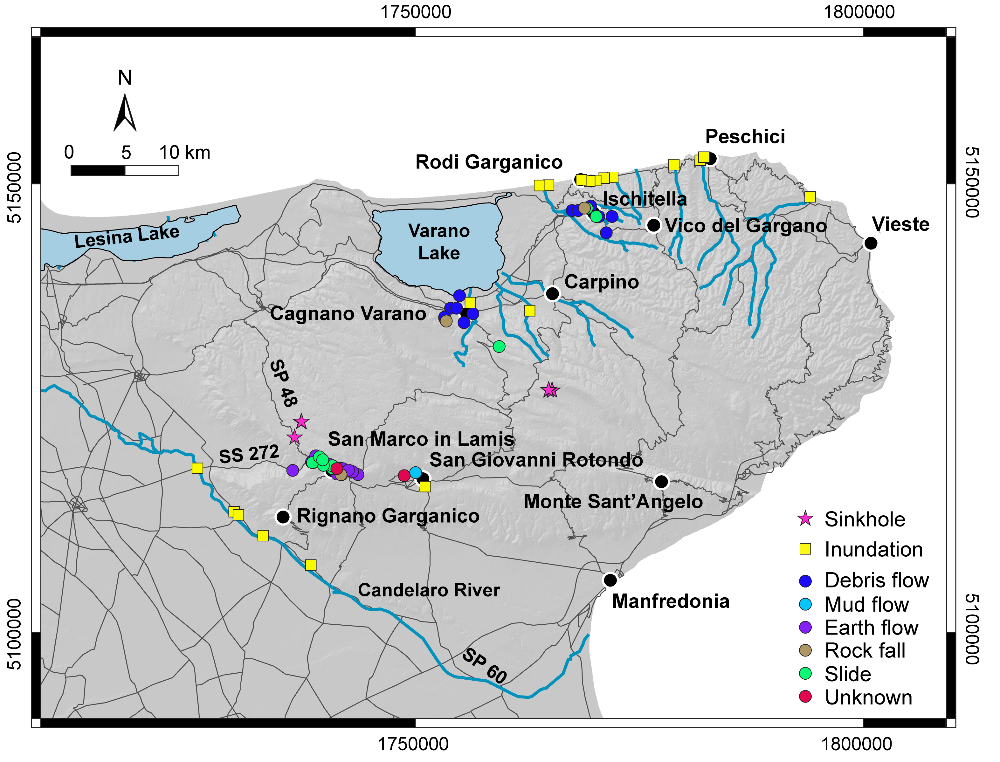 1750000
1800000
N
0
5
10 km
5150000
5150000
Peschici
Rodi Garganico
Ischitella
Vico del Gargano
Vieste
Lesina Lake
Varano
Lake
Carpino
Cagnano Varano
SP 48
San Marco in Lamis
SS 272
San Giovanni Rotondo
Monte Sant’Angelo
Rignano Garganico
Candelaro River
Manfredonia
SP 60
Sinkhole
Inundation
Debris flow
Mud flow
Earth flow
Rock fall
Slide
Unknown
5100000
5100000
1750000
1800000